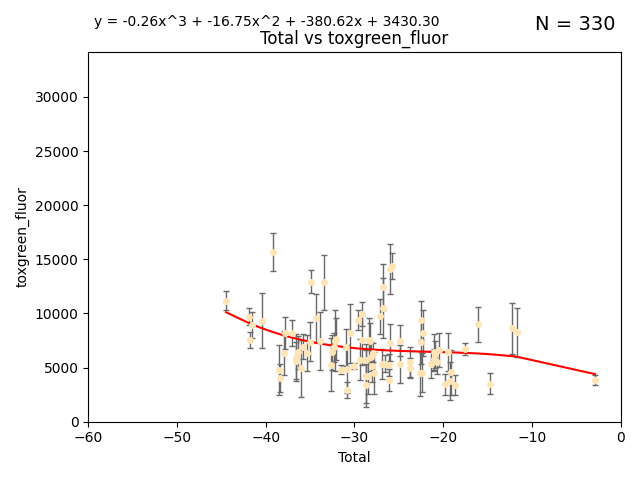 y = -0.26x^3 + -16.75x^2 + -380.62x + 3430.30
N = 330
Total vs toxgreen_fluor
30000
25000
20000
15000
10000
5000
0
toxgreen_fluor
−60
−50
−40
−30
−20
−10
0
Total